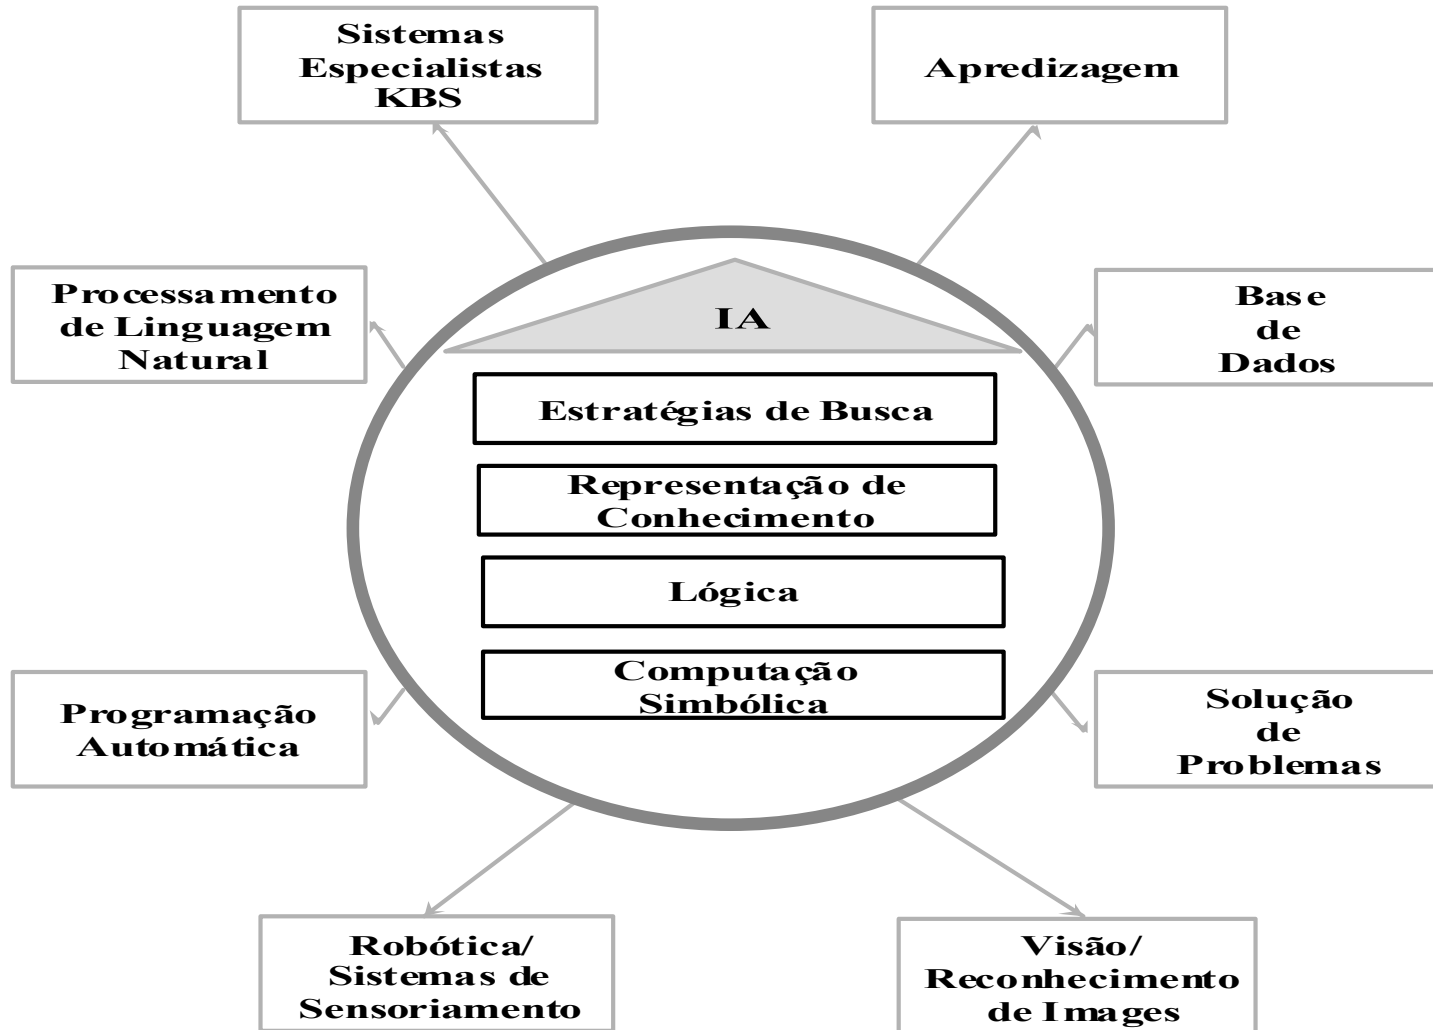 Sistemas
Especialistas
KBS
Apredizagem
Processamento
de Linguagem
Natural
IA
Base
de
Dados
Estratégias de Busca
Representação de
Conhecimento
Lógica
Computação
Simbólica
Programação
Automática
Solução
de
Problemas
Robótica/
Sistemas de
Sensoriamento
Visão/
Reconhecimento
de Images